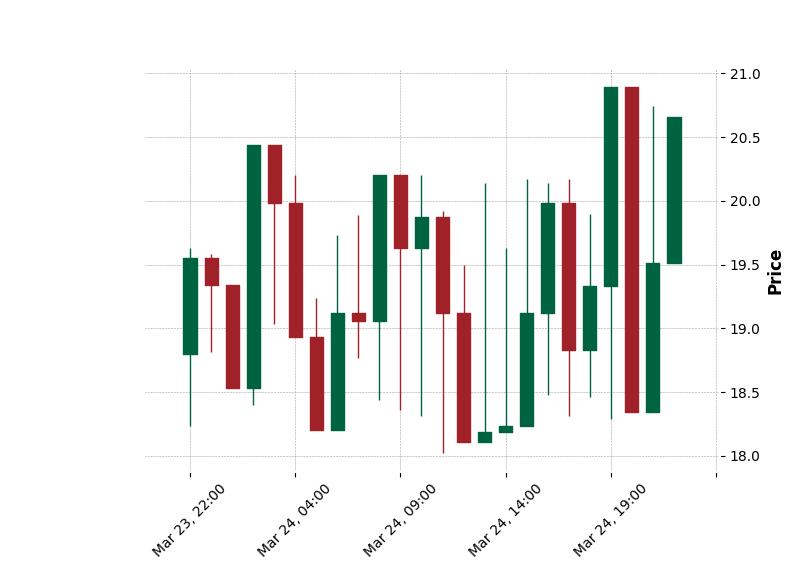 21.0
20.5
20.0
19.5
19.0
18.5
18.0
Price
Mar 23, 22:00
Mar 24, 04:00
Mar 24, 09:00
Mar 24, 14:00
Mar 24, 19:00